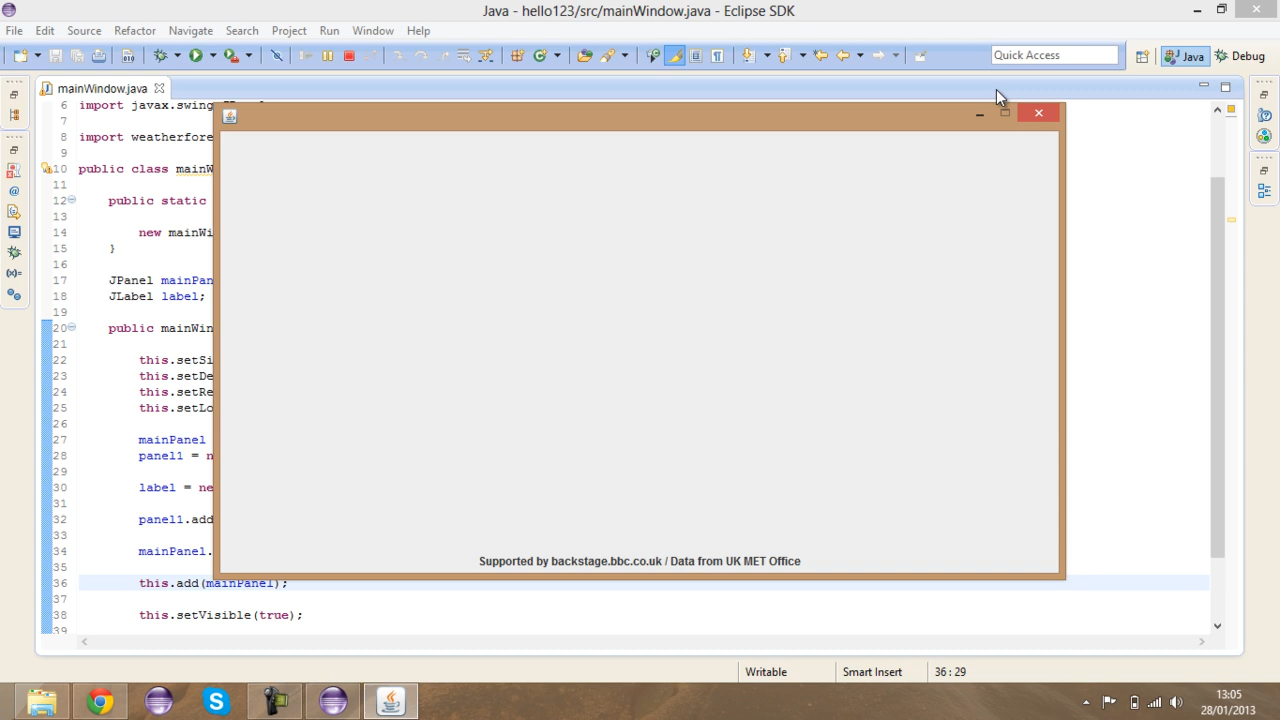 Java - hello123/src/mainWindow.java - Eclipse SDK
File Edit Source Refactor Navigate Search Project Run Window Help
Quick Access
Java
Debug
mainWindow.java
6 import javax.swing
7
8 import weatherfore
9
10 public class mainW
11
12 public static
13
14 new mainWi
15 }
16
17 JPanel mainPan
18 JLabel label;
19
20 public mainWin
22 this.setSi
23 this.setDe
24 this.setRe
25 this.setLo
26
27 mainPanel
28 panel1 = n
29
30 label = ne
31
32 panel1.add
33
34 mainPanel.
35
36 this.add(mainPanel);
37
38 this.setVisible(true);
39
Supported by backstage.bbc.co.uk / Data from UK MET Office
Writable Smart Insert 36 : 29
13:05
28/01/2013